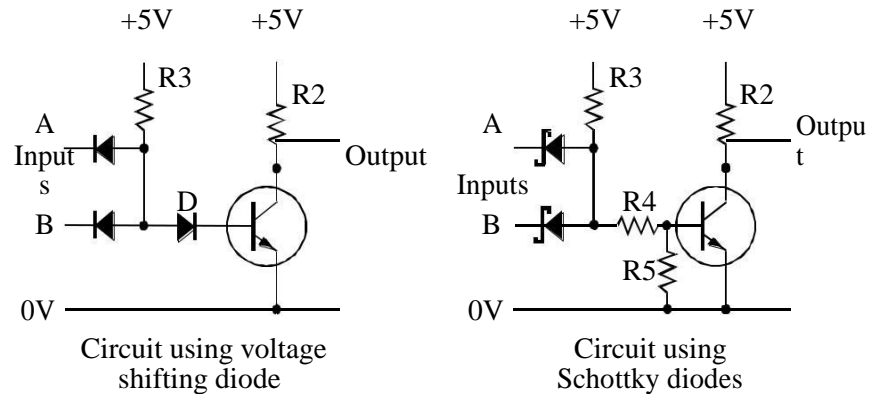 +5V
+5V
R3
R2
A
Input
s
Output
D
B
0V
Circuit using voltage
shifting diode
+5V
+5V
R3
R2
A
Outpu
t
Inputs
R4
B
R5
Circuit using
Schottky diodes